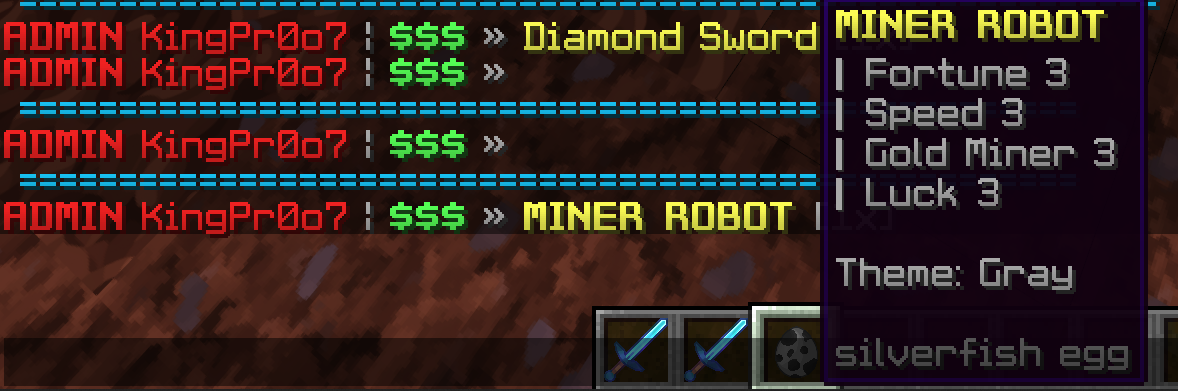 ADMIN KingPr0o7 ¦ $$$ » Diamond Sword
ADMIN KingPr0o7 ¦ $$$ »
ADMIN KingPr0o7 ¦ $$$ »
ADMIN KingPr0o7 ¦ $$$ » MINER ROBOT
MINER ROBOT
| Fortune 3
| Speed 3
| Gold Miner 3
| Luck 3
Theme: Gray
silverfish egg